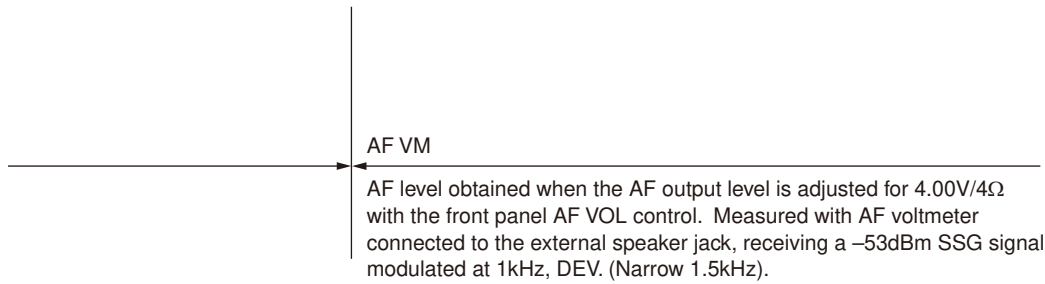 AF VM
AF level obtained when the AF output level is adjusted for 4.00V/4Ω
with the front panel AF VOL control.  Measured with AF voltmeter
connected to the external speaker jack, receiving a –53dBm SSG signal
modulated at 1kHz, DEV. (Narrow 1.5kHz).